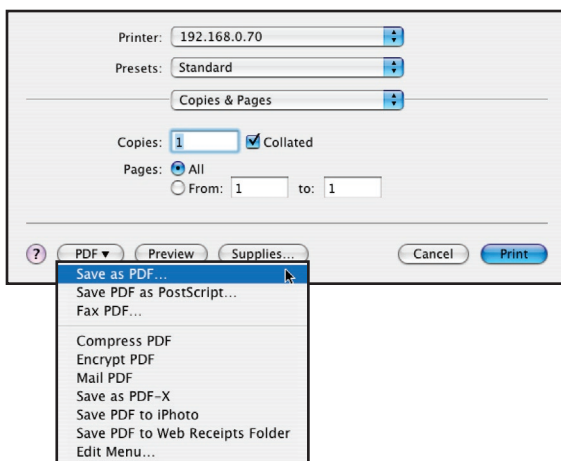 Printer: 192.168.0.70
Presets: Standard
Copies & Pages
Copies: 1 Collated
Pages: All
From: 1 to: 1
? PDF▼ Preview Supplies... Cancel Print
Save as PDF...
Save PDF as PostScript...
Fax PDF...
Compress PDF
Encrypt PDF
Mail PDF
Save as PDF-X
Save PDF to iPhoto
Save PDF to Web Receipts Folder
Edit Menu...